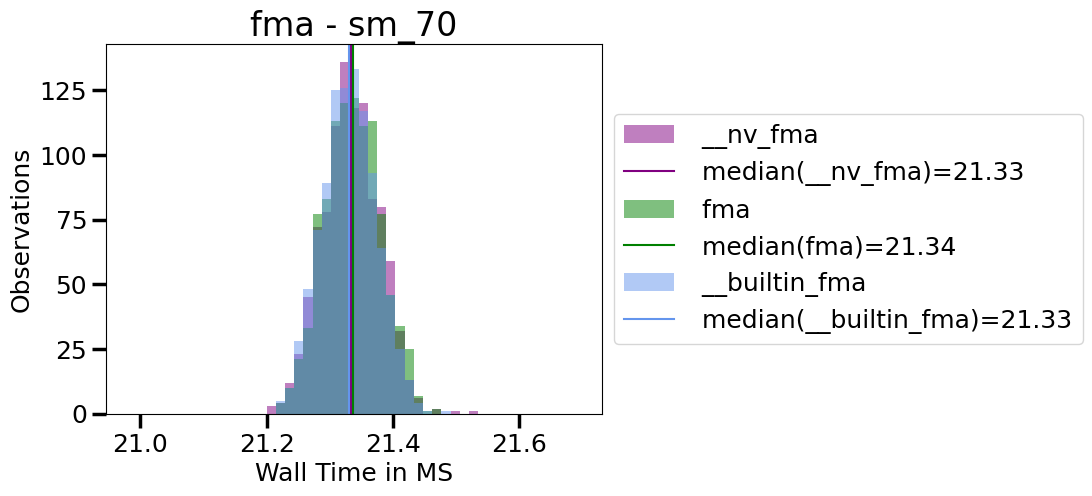 fma - sm_70
125
100
75
50
25
0
Observations
21.0 21.2 21.4 21.6
Wall Time in MS
__nv_fma
median(__nv_fma)=21.33
fma
median(fma)=21.34
__builtin_fma
median(__builtin_fma)=21.33